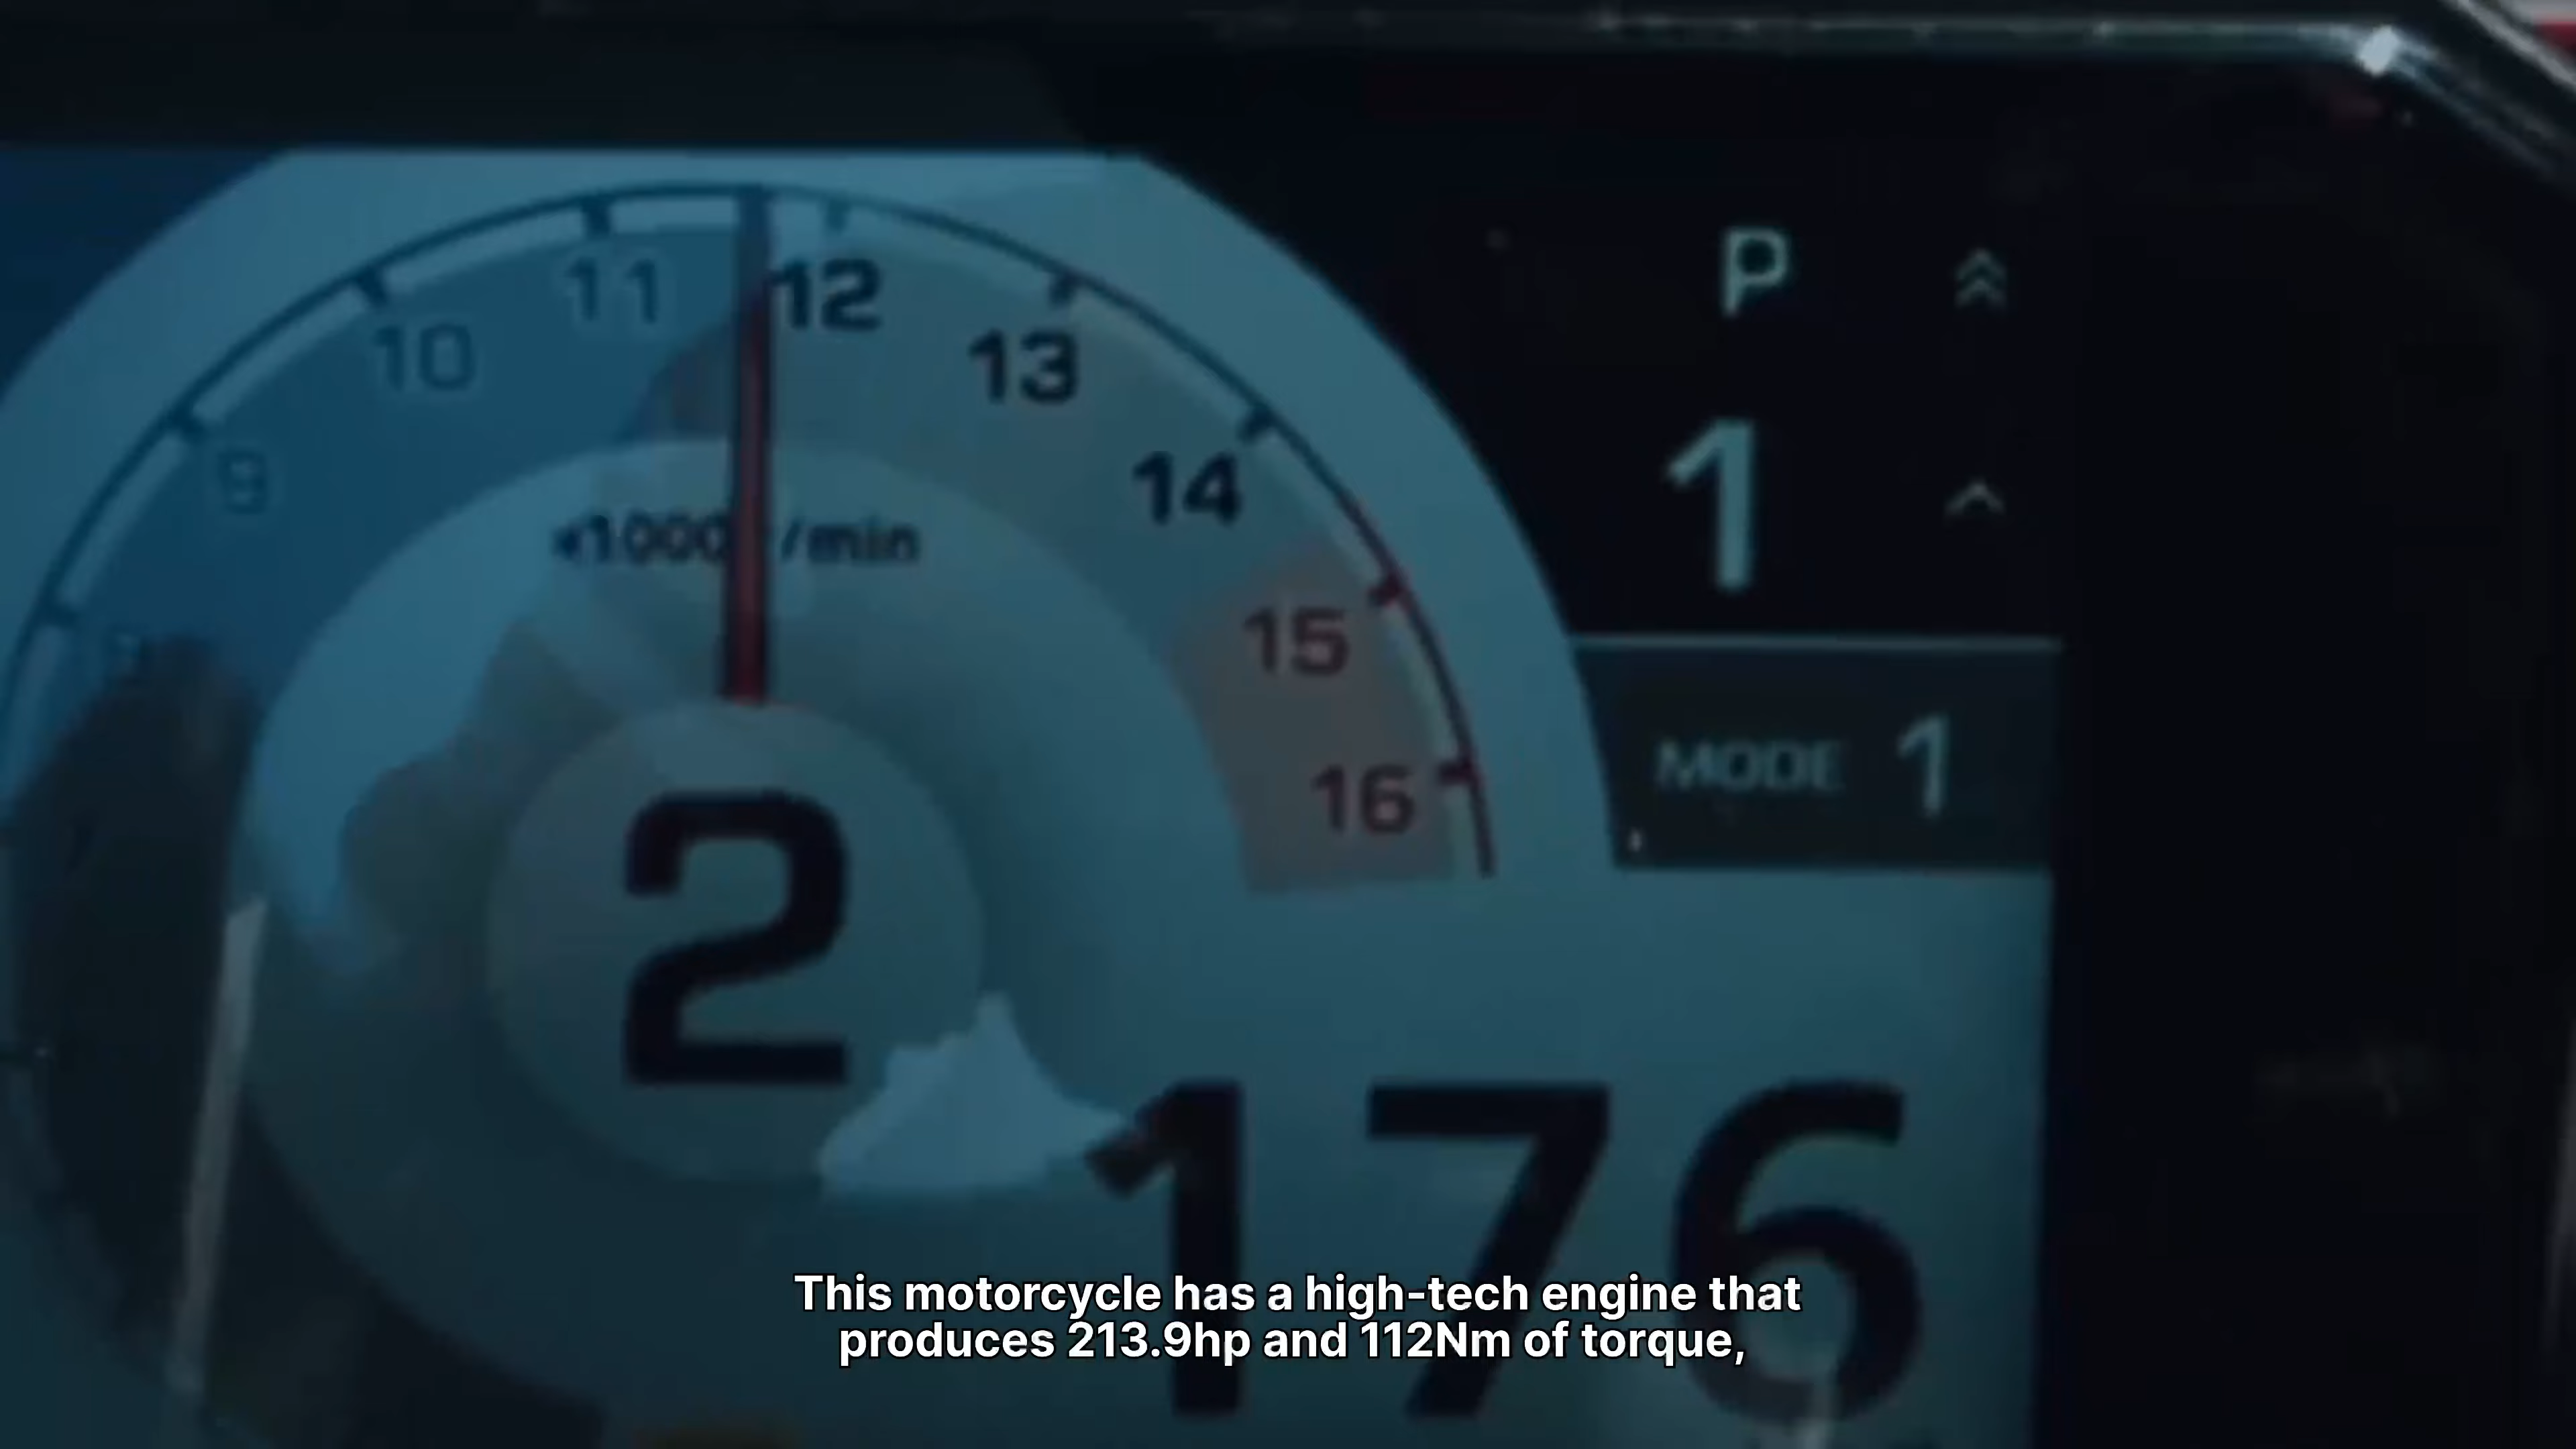 P
11
12
10
13
9
14
1
x1000 /min
15
MODE 1
16
2
176
This motorcycle has a high-tech engine that
produces 213.9hp and 112Nm of torque,